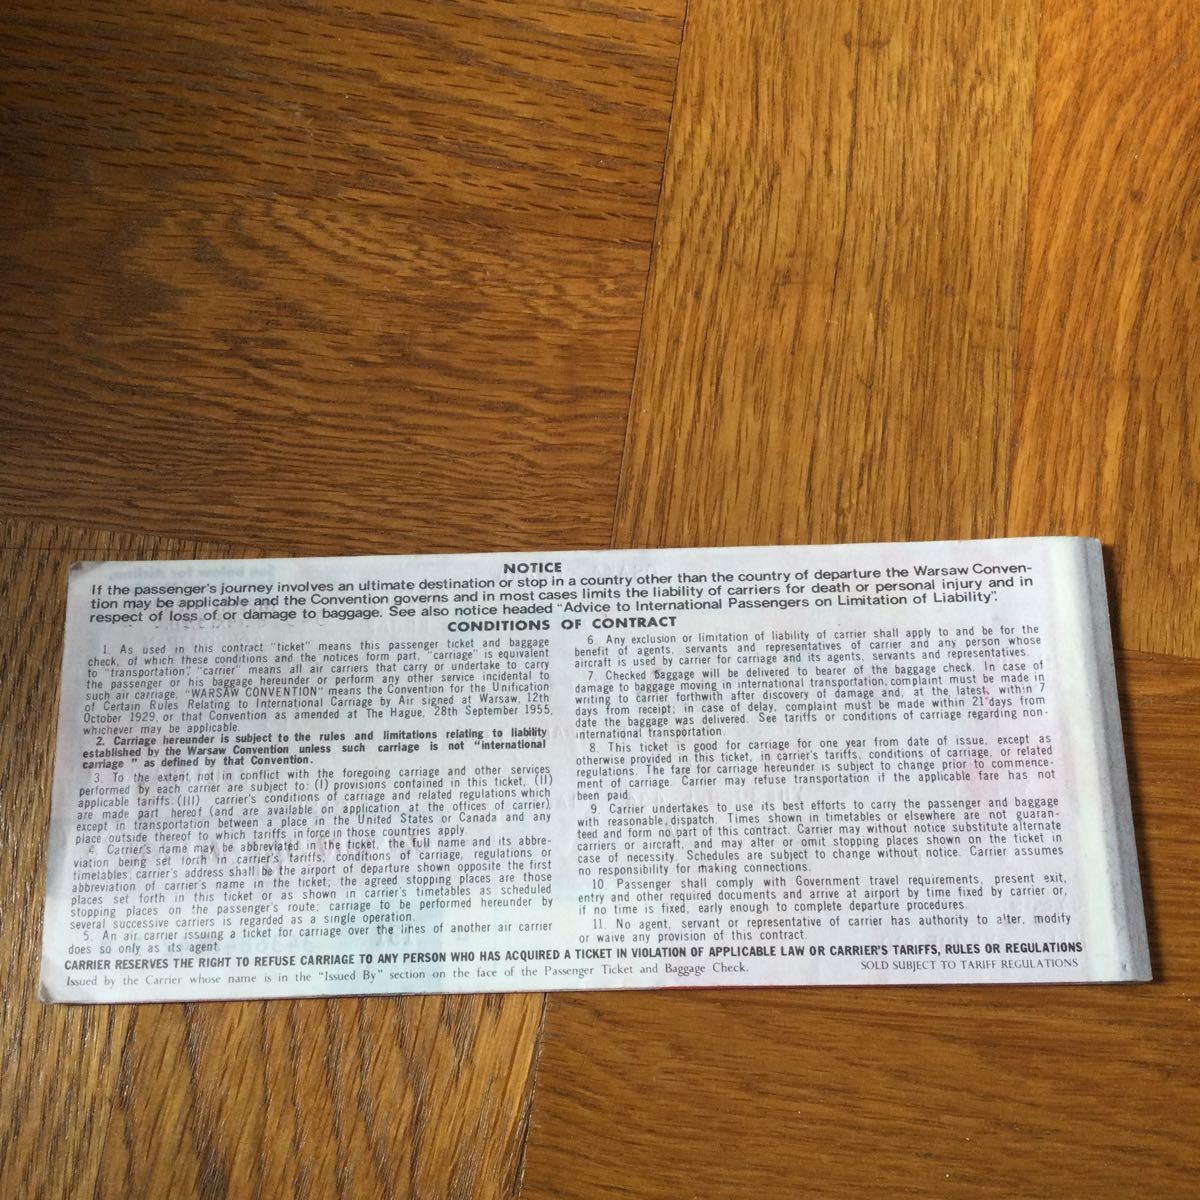 NOTICE
If the passenger's journey involves an ultimate destination or stop in a country other than the country of departure the Warsaw Conven-
tion may be applicable and the Convention governs and in most cases limits the liability of carriers for death or personal injury and in
respect of loss of or damage to baggage. See also notice headed "Advice to International Passengers on Limitation of Liability".
CONDITIONS OF CONTRACT
1. As used in this contract "ticket" means this passenger ticket and baggage
check, of which these conditions and the notices form part, "carriage" is equivalent
to "transportation", "carrier" means all air carriers that carry or undertake to carry
the passenger or his baggage hereunder or perform any other service incidental to
such air carriage, "WARSAW CONVENTION" means the Convention for the Unification
of Certain Rules Relating to International Carriage by Air signed at Warsaw, 12th
October 1929, or that Convention as amended at The Hague, 28th September 1955,
whichever may be applicable.
2. Carriage hereunder is subject to the rules and limitations relating to liability
established by the Warsaw Convention unless such carriage is not "international
carriage " as defined by that Convention.
3. To the extent not in conflict with the foregoing carriage and other services
performed by each carrier are subject to: (I) provisions contained in this ticket, (II)
applicable tariffs. (III) carrier's conditions of carriage and related regulations which
are made part hereof (and are available on application at the offices of carrier),
except in transportation between a place in the United States or Canada and any
place outside thereof to which tariffs in force in those countries apply.
4. Carrier's name may be abbreviated in the ticket, the full name and its abbre-
viation being set forth in carrier's tariffs, conditions of carriage, regulations or
timetables; carrier's address shall be the airport of departure shown opposite the first
abbreviation of carrier's name in the ticket; the agreed stopping places are those
places set forth in this ticket or as shown in carrier's timetables as scheduled
stopping places on the passenger's route; carriage to be performed hereunder by
several successive carriers is regarded as a single operation.
5. An air carrier issuing a ticket for carriage over the lines of another air carrier
does so only as its agent.
6. Any exclusion or limitation of liability of carrier shall apply to and be for the
benefit of agents, servants and representatives of carrier and any person whose
aircraft is used by carrier for carriage and its agents, servants and representatives.
7. Checked baggage will be delivered to bearer of the baggage check. In case of
damage to baggage moving in international transportation, complaint must be made in
writing to carrier forthwith after discovery of damage and, at the latest, within 7
days from receipt; in case of delay, complaint must be made within 21 days from
date the baggage was delivered. See tariffs or conditions of carriage regarding non-
international transportation.
8. This ticket is good for carriage for one year from date of issue, except as
otherwise provided in this ticket, in carrier's tariffs, conditions of carriage, or related
regulations. The fare for carriage hereunder is subject to change prior to commence-
ment of carriage. Carrier may refuse transportation if the applicable fare has not
been paid.
9. Carrier undertakes to use its best efforts to carry the passenger and baggage
with reasonable dispatch. Times shown in timetables or elsewhere are not guaran-
teed and form no part of this contract. Carrier may without notice substitute alternate
carriers or aircraft, and may alter or omit stopping places shown on the ticket in
case of necessity. Schedules are subject to change without notice. Carrier assumes
no responsibility for making connections.
10. Passenger shall comply with Government travel requirements, present exit,
entry and other required documents and arrive at airport by time fixed by carrier or,
if no time is fixed, early enough to complete departure procedures.
11. No agent, servant or representative of carrier has authority to alter, modify
or waive any provision of this contract.
CARRIER RESERVES THE RIGHT TO REFUSE CARRIAGE TO ANY PERSON WHO HAS ACQUIRED A TICKET IN VIOLATION OF APPLICABLE LAW OR CARRIER'S TARIFFS, RULES OR REGULATIONS
Issued by the Carrier whose name is in the "Issued By" section on the face of the Passenger Ticket and Baggage Check. SOLD SUBJECT TO TARIFF REGULATIONS